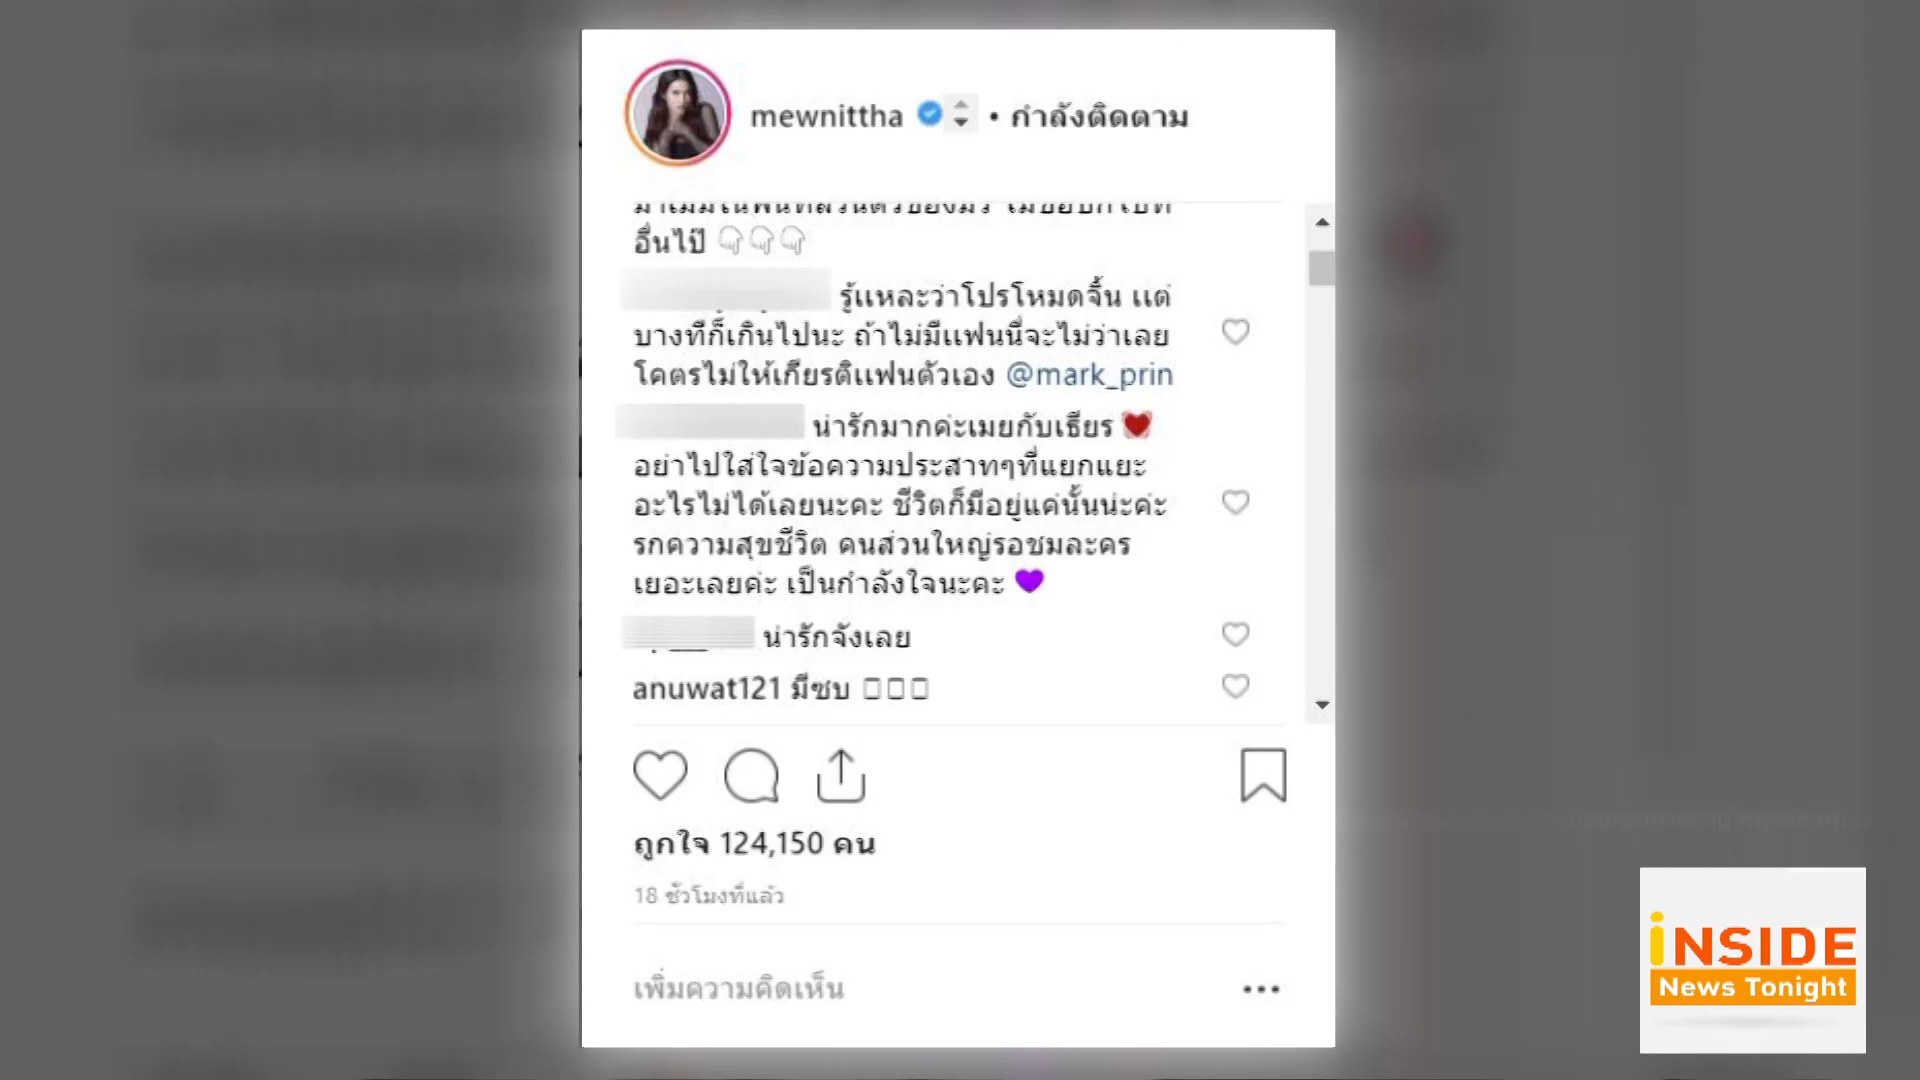 mewnittha • กำลังติดตาม
อื่นไป๊ 👇👇👇
รู้แหละว่าโปรโหมดจิ้น แต่
บางทีก็เกินไปนะ ถ้าไม่มีแฟนนี่จะไม่ว่าเลย
โคตรไม่ให้เกียรติแฟนตัวเอง @mark_prin
น่ารักมากค่ะเมยกับเธียร 💓
อย่าไปใส่ใจข้อความประสาทๆที่แยกแยะ
อะไรไม่ได้เลยนะคะ ชีวิตก็มีอยู่แค่นั้นน่ะค่ะ
รกความสุขชีวิต คนส่วนใหญ่รอชมละคร
เยอะเลยค่ะ เป็นกำลังใจนะคะ 💜
น่ารักจังเลย
anuwat121 มีซบ
ถูกใจ 124,150 คน
18 ชั่วโมงที่แล้ว
เพิ่มความคิดเห็น
iNSIDE
News Tonight